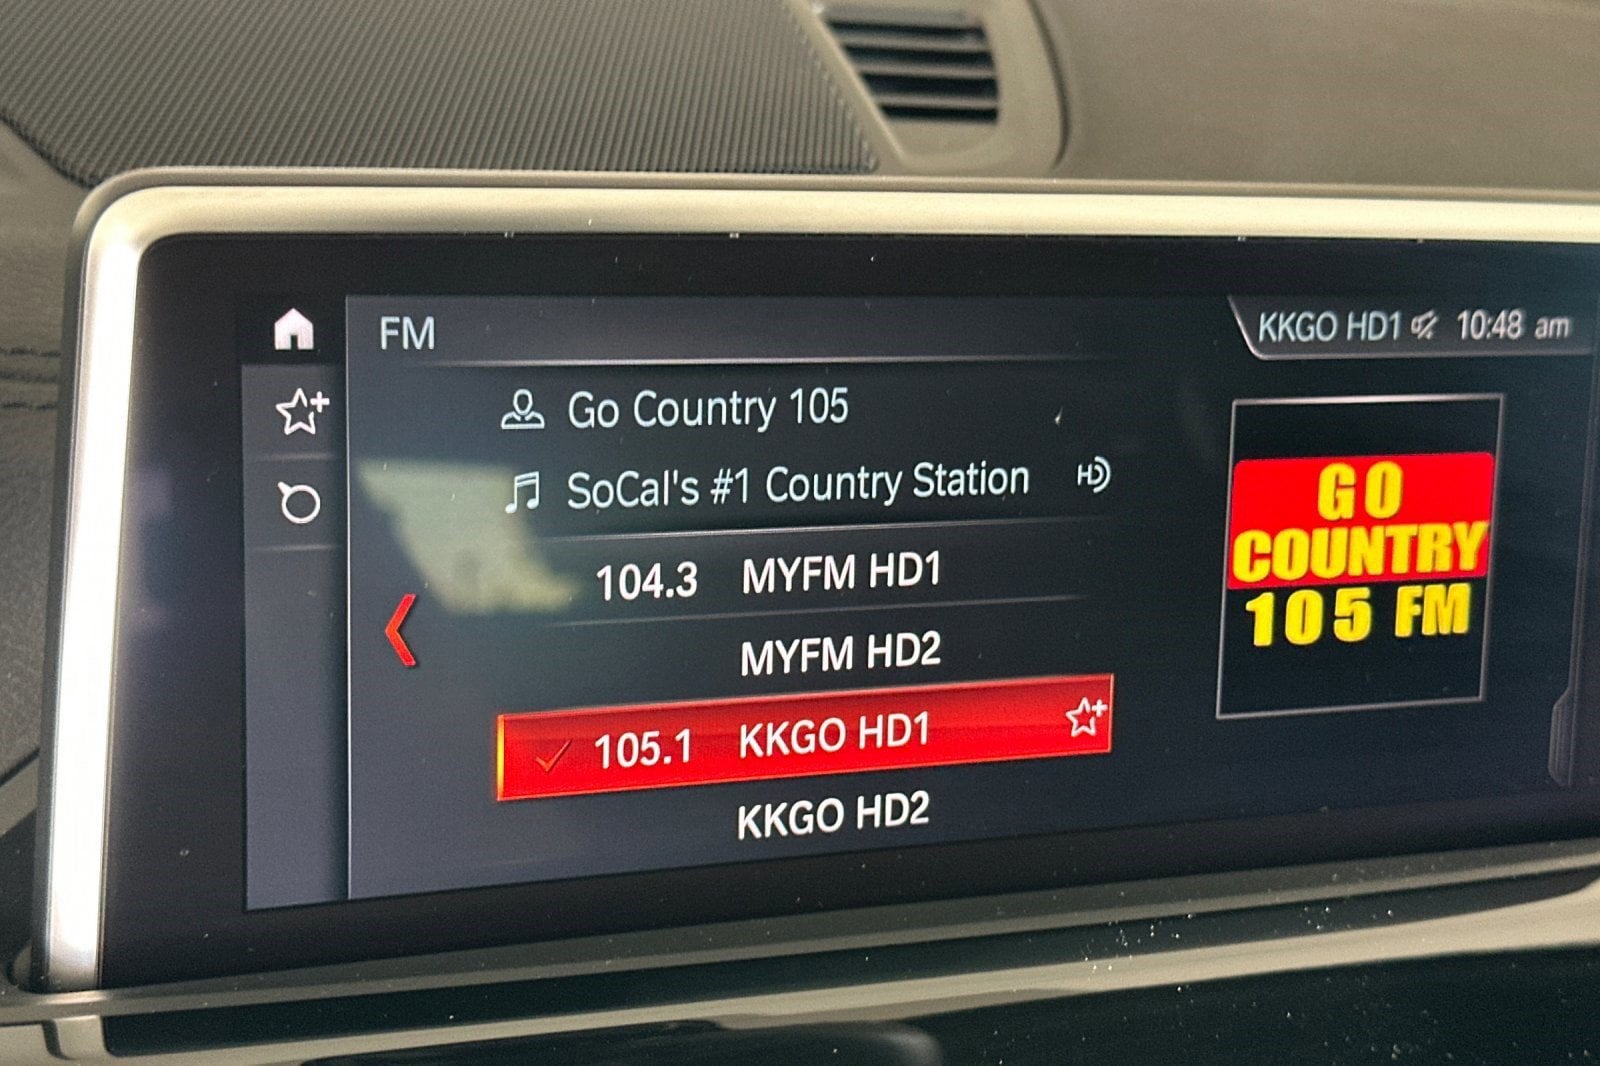 FM
KKGO HD1 10:48 am
Go Country 105
SoCal's #1 Country Station
HD
104.3 MYFM HD1
MYFM HD2
105.1 KKGO HD1
KKGO HD2
GO
COUNTRY
105 FM